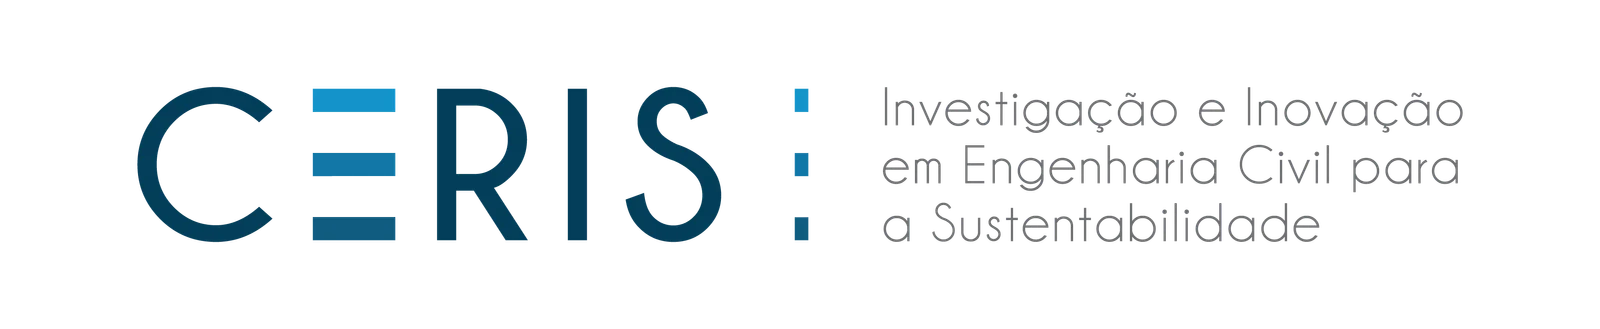 CERIS
Investigação e Inovação
em Engenharia Civil para
a Sustentabilidade